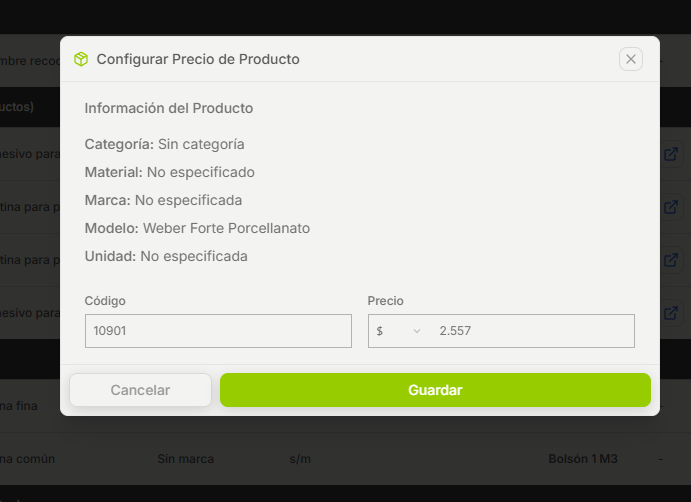 mbre reco
Configurar Precio de Producto
uctos)
Información del Producto
Categoría: Sin categoría
esivo para
Material: No especificado
Marca: No especificada
tina para p
Modelo: Weber Forte Porcellanato
Unidad: No especificada
tina para p
Código
Precio
esivo para
10901
$
2.557
Cancelar
Guardar
na fina
-
na común
Sin marca
s/m
Bolsón 1 M3
-